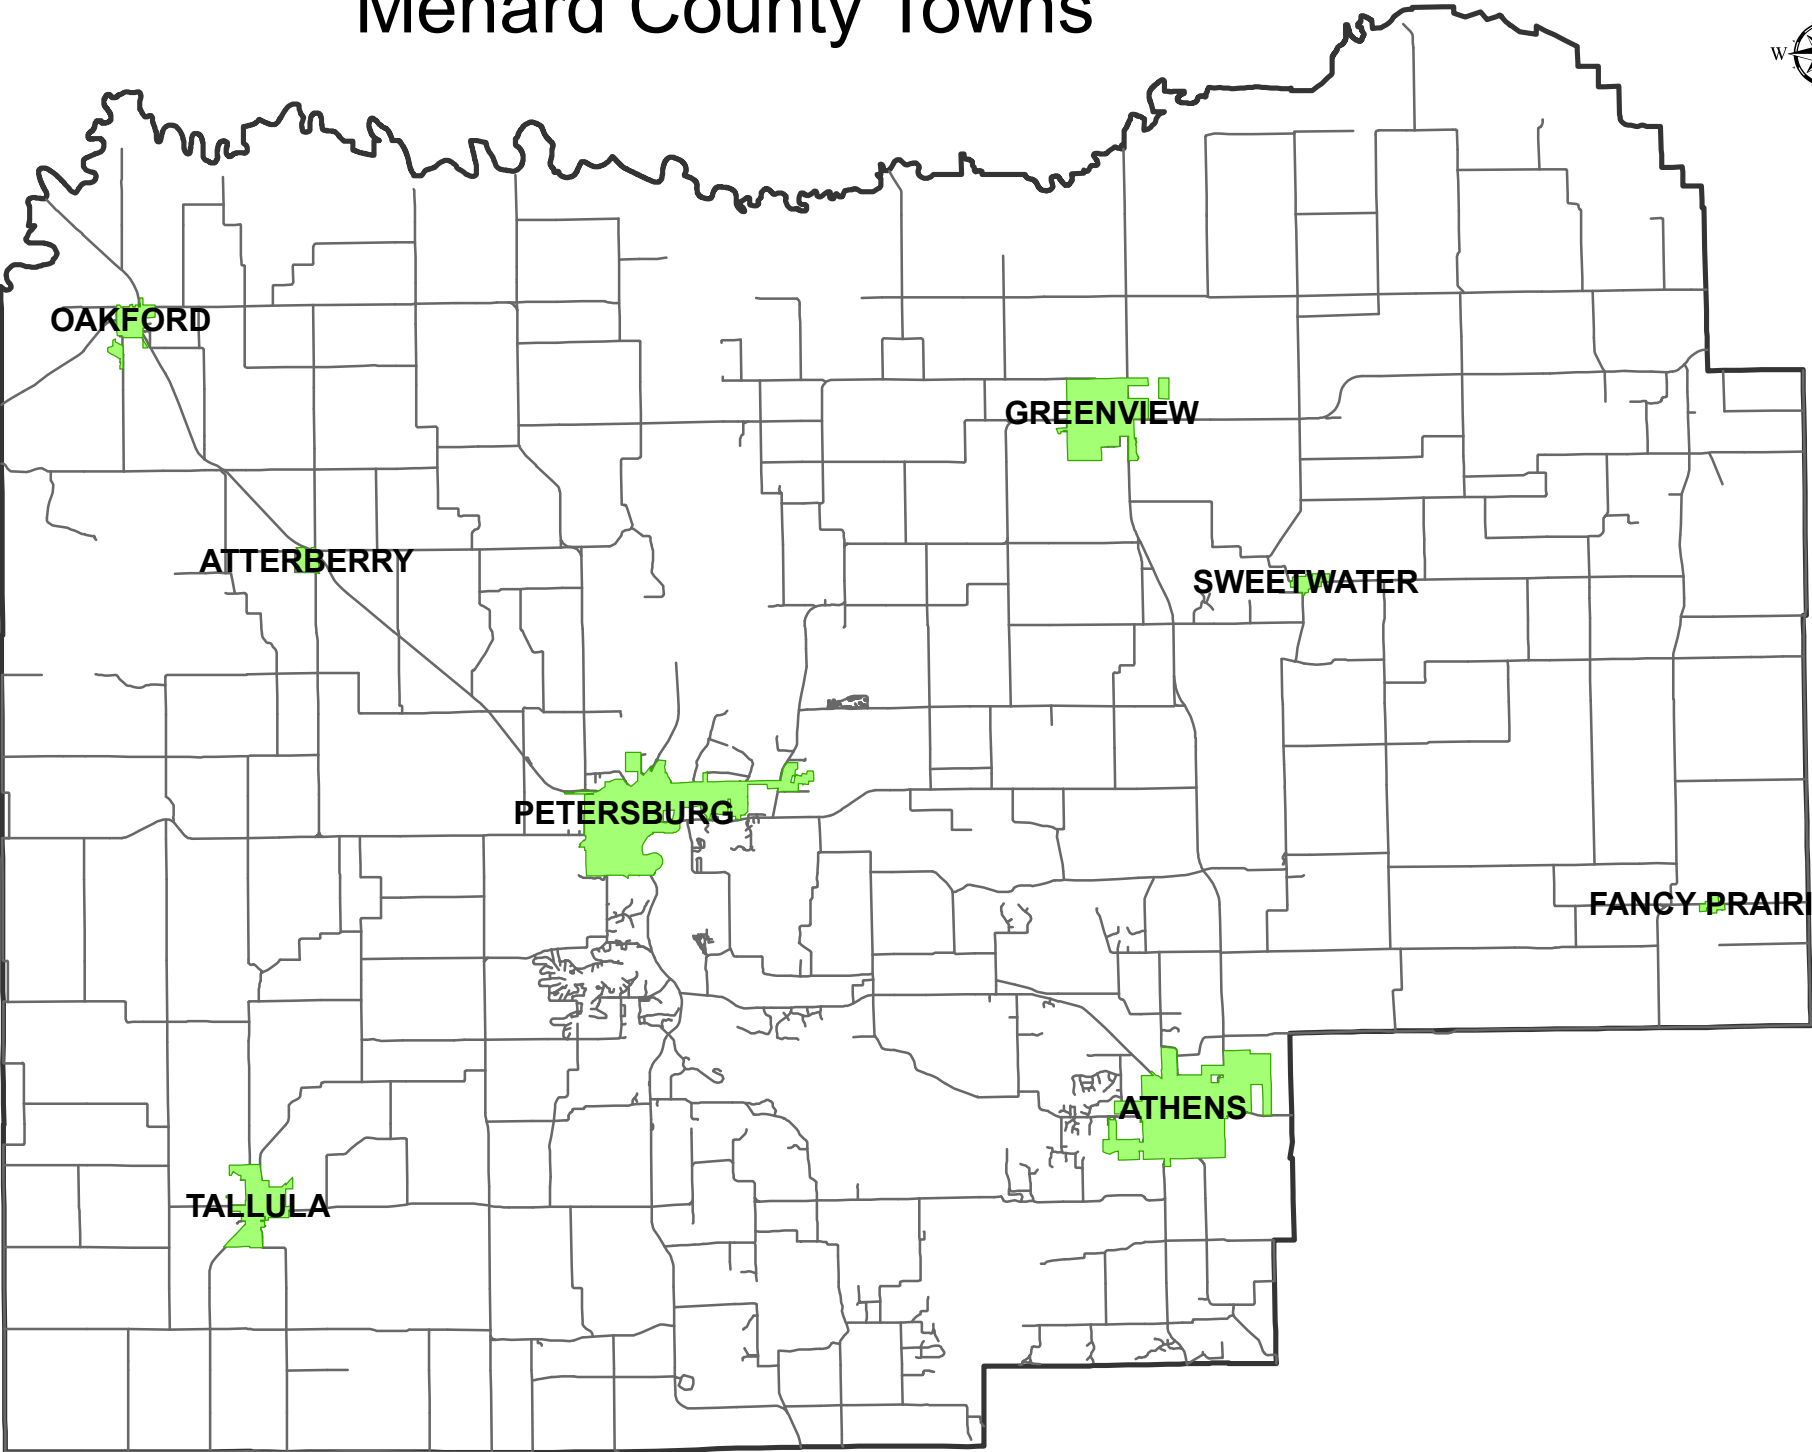 Menard County Towns
W
OAKFORD
GREENVIEW
ATTERBERRY
SWEETWATER
PETERSBURG
FANCY PRAIRI
ATHENS
TALLULA